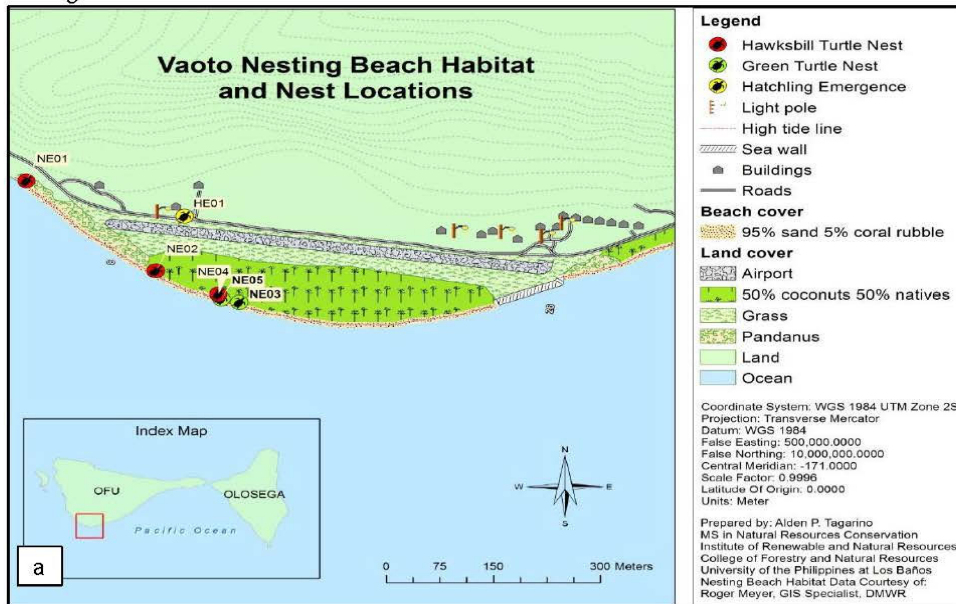 Vaoto Nesting Beach Habitat
and Nest Locations
NE01
HE01
NE02
NE04
NE05
NE03
Index Map
OFU
OLOSEGA
Pacific Ocean
a
N
W
E
S
0 75 150 300 Meters
Legend
Hawksbill Turtle Nest
Green Turtle Nest
Hatchling Emergence
Light pole
High tide line
Sea wall
Buildings
Roads
Beach cover
95% sand 5% coral rubble
Land cover
Airport
50% coconuts 50% natives
Grass
Pandanus
Land
Ocean
Coordinate System: WGS 1984 UTM Zone 2S
Projection: Transverse Mercator
Datum: WGS 1984
False Easting: 500,000.0000
False Northing: 10,000,000.0000
Central Meridian: -171.0000
Scale Factor: 0.9996
Latitude Of Origin: 0.0000
Units: Meter
Prepared by: Alden P. Tagarino
MS in Natural Resources Conservation
Institute of Renewable and Natural Resources
College of Forestry and Natural Resources
University of the Philippines at Los Baños
Nesting Beach Habitat Data Courtesy of:
Roger Meyer, GIS Specialist, DMWR